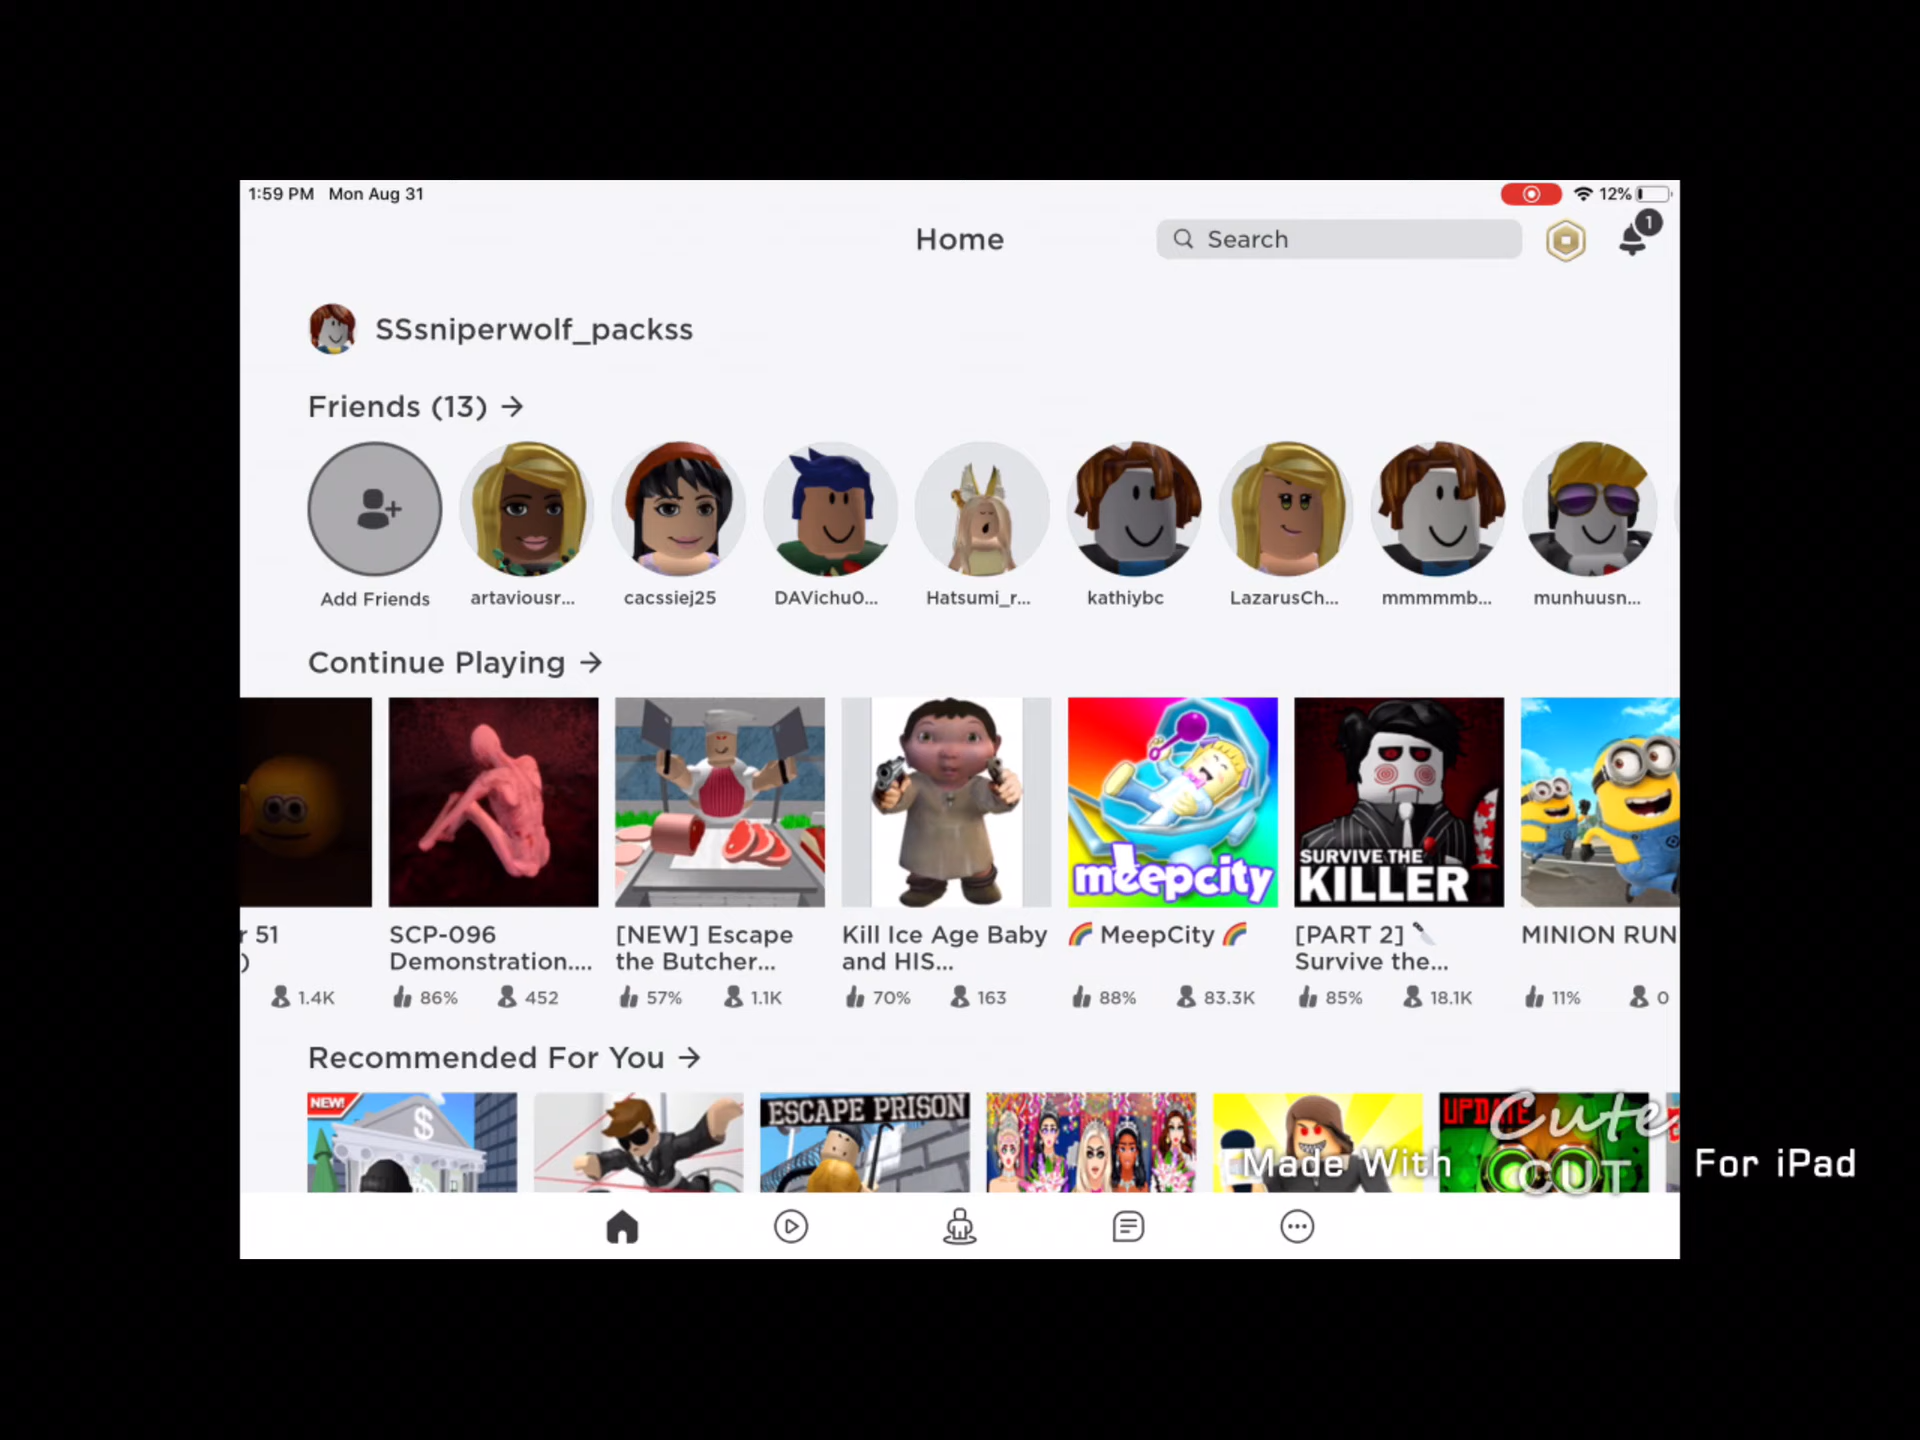 1:59 PM Mon Aug 31
12%
Home
Search
1
SSsniperwolf_packss
Friends (13) →
Add Friends
artaviousr...
cacssiej25
DAVichu0...
Hatsumi_r...
kathiybc
LazarusCh...
mmmmmb...
munhuusn...
Continue Playing →
meepcity
SURVIVE THE
KILLER
r 51
)
1.4K
SCP-096
Demonstration....
86% 452
[NEW] Escape
the Butcher...
57% 1.1K
Kill Ice Age Baby
and HIS...
70% 163
🌈 MeepCity 🌈
88% 83.3K
[PART 2] 🔪
Survive the...
85% 18.1K
MINION RUN
11% 0
Recommended For You →
NEW!
$
ESCAPE PRISON
UPDATE
Made With
Cute
CUT
For iPad